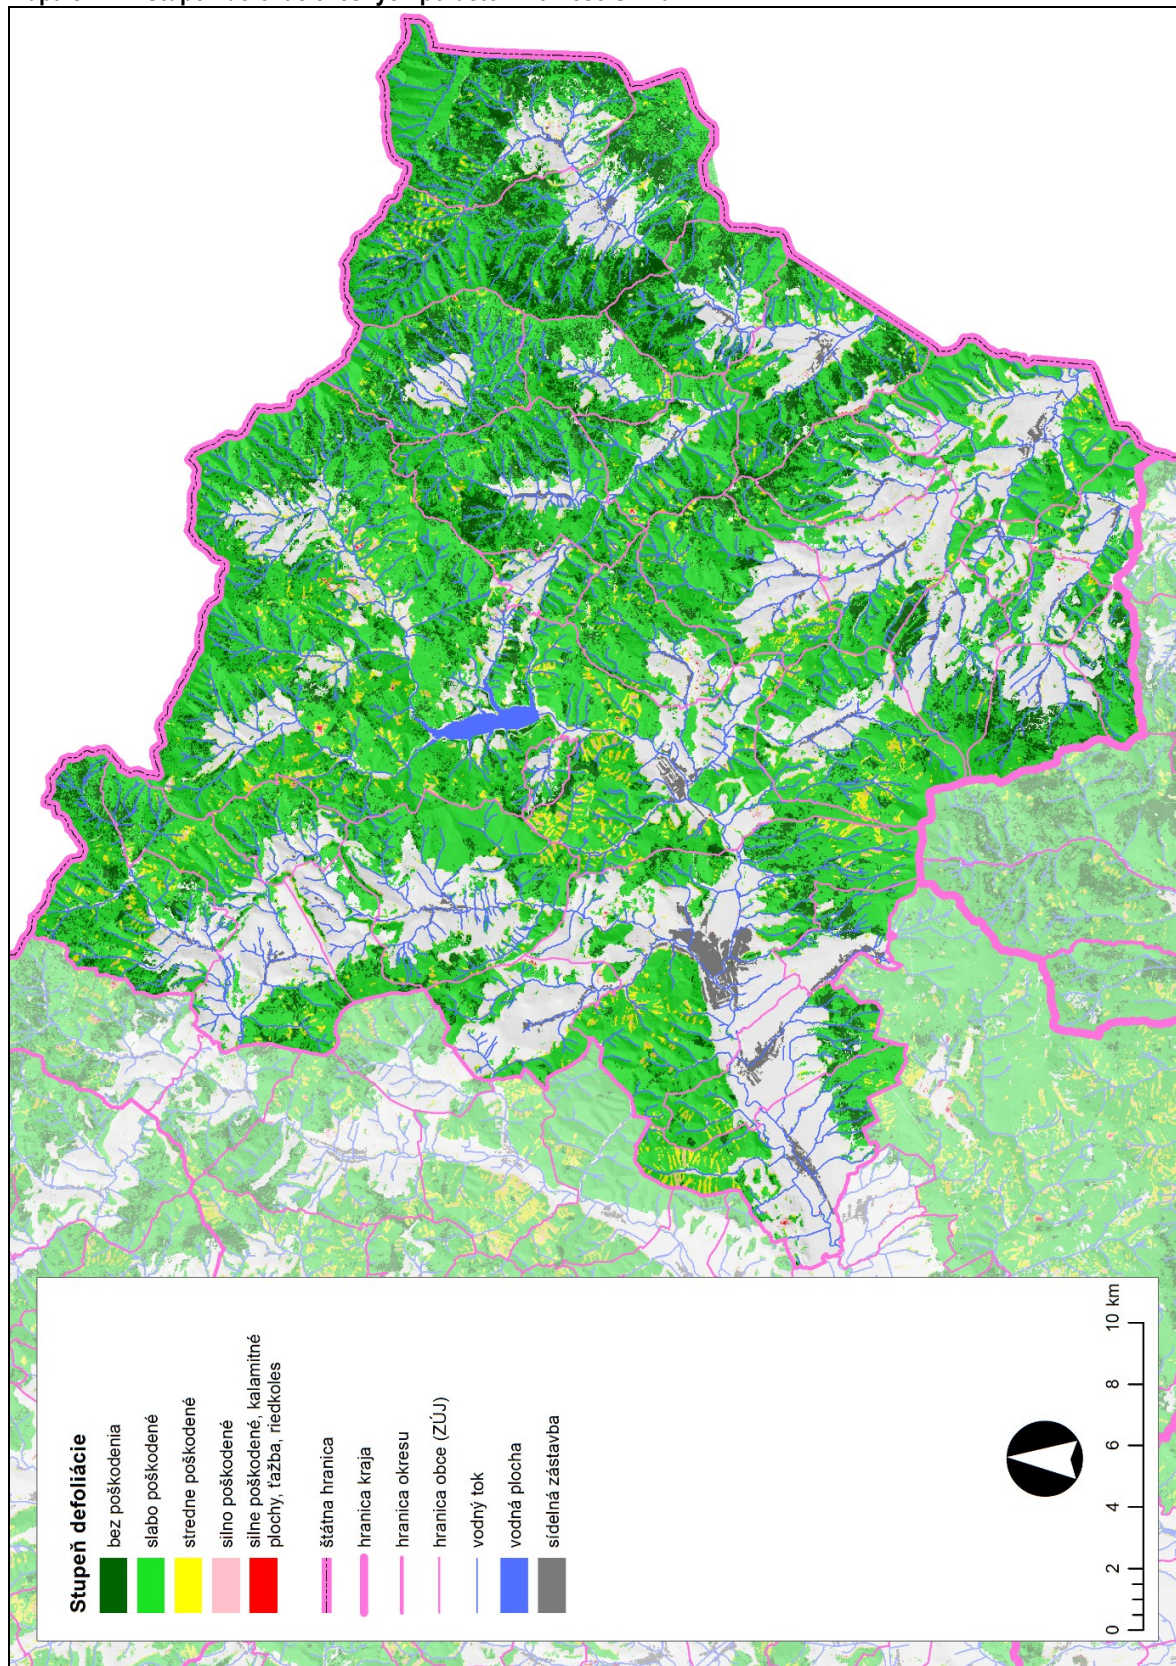 Stupeň defoliácie
bez poškodenia
slabo poškodené
stredne poškodené
silno poškodené
silne poškodené, kalamitné
plochy, ťažba, riedkoles
štátna hranica
hranica kraja
hranica okresu
hranica obce (ZÚJ)
vodný tok
vodná plocha
sídelná zástavba
0 2 4 6 8 10 km